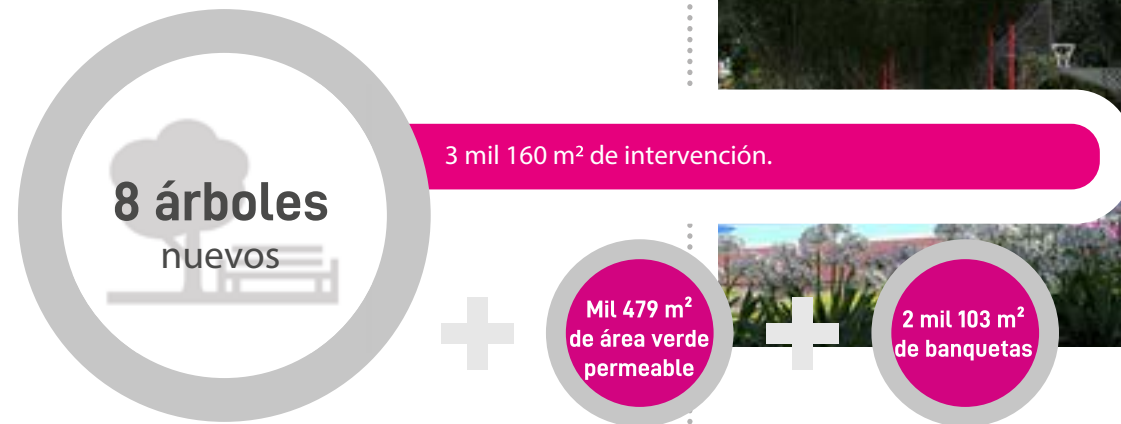 8 árboles
nuevos
3 mil 160 m² de intervención.
Mil 479 m²
de área verde
permeable
2 mil 103 m²
de banquetas